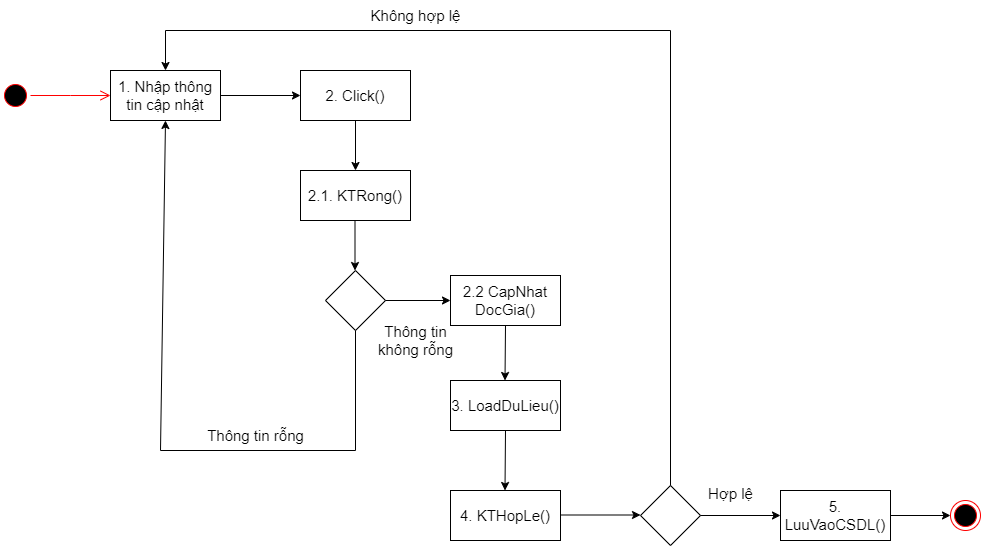 Không hợp lệ
1. Nhập thông
tin cập nhật
2. Click()
2.1. KTRong()
2.2 CapNhat
DocGia()
Thông tin
không rỗng
3. LoadDuLieu()
Thông tin rỗng
4. KTHopLe()
Hợp lệ
5.
LuuVaoCSDL()